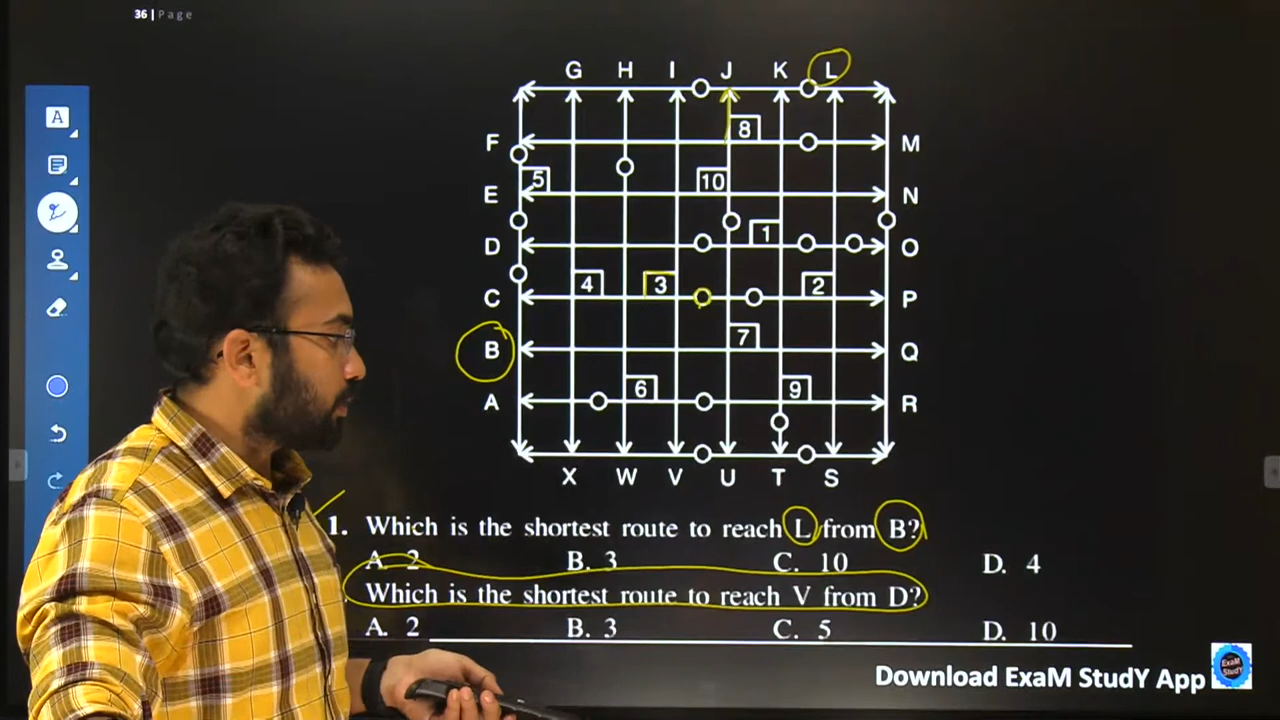 36 | Page
G H I J K L
8
F M
5 10
E N
1
D O
4 3 2
C P
7
B Q
6 9
A R
X W V U T S
1. Which is the shortest route to reach L from B?
A. 2 B. 3 C. 10 D. 4
Which is the shortest route to reach V from D?
A. 2 B. 3 C. 5 D. 10
Download ExaM StudY App
ExaM
StudY
A